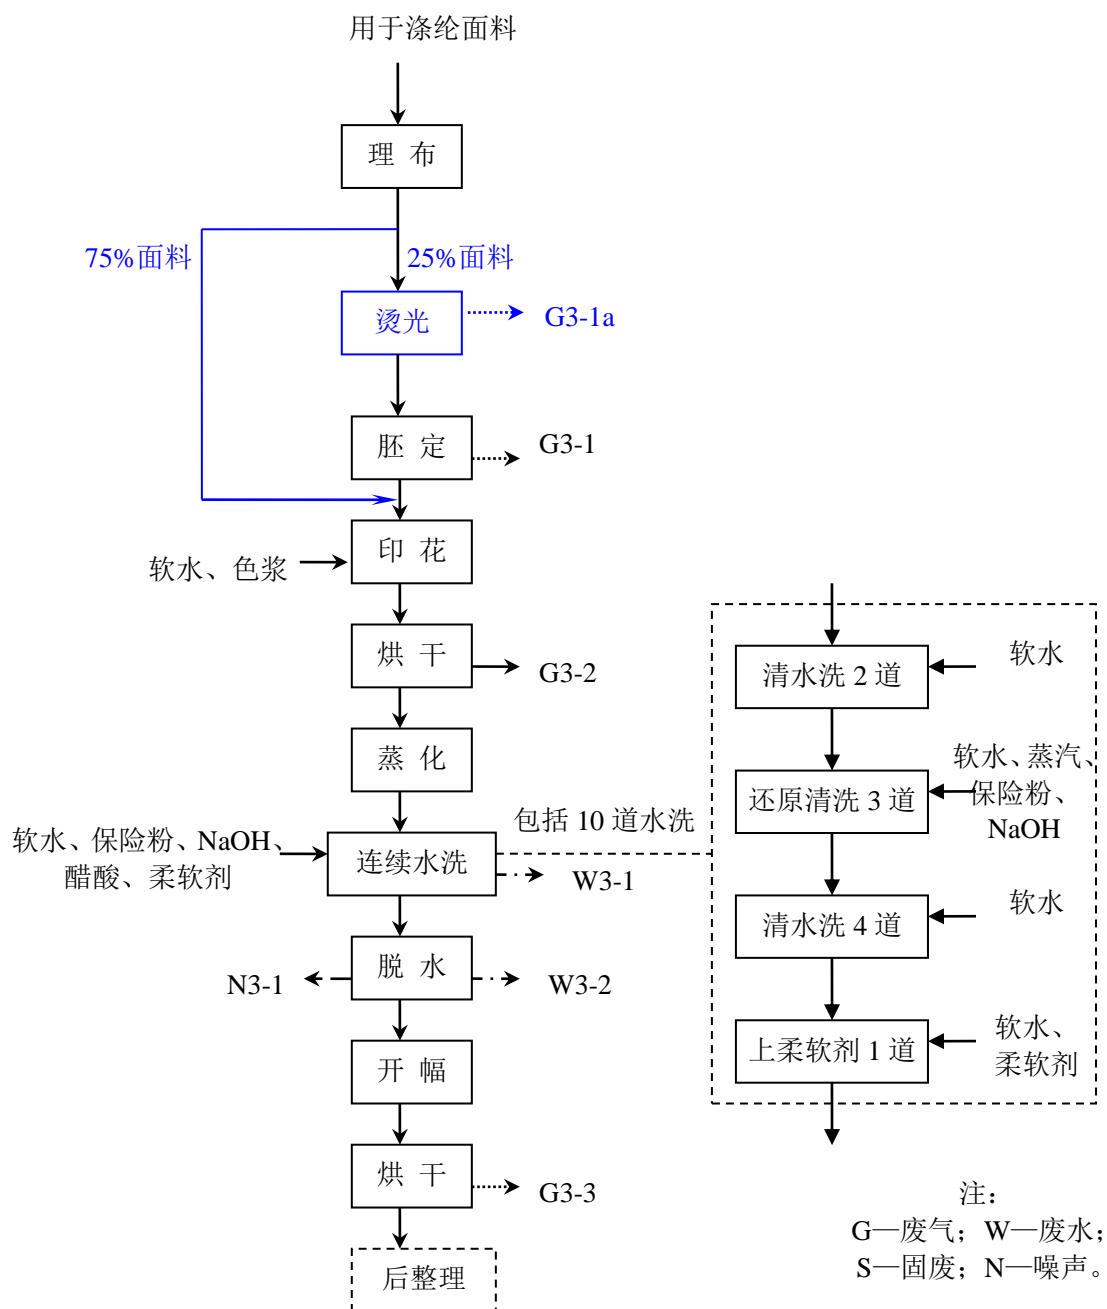 用于涤纶面料
理 布
75%面料
25%面料
烫光
G3-1a
胚 定
G3-1
印 花
软水、色浆
烘 干
G3-2
蒸 化
软水、保险粉、NaOH、
醋酸、柔软剂
连续水洗
包括 10 道水洗
W3-1
N3-1
脱 水
W3-2
开 幅
烘 干
G3-3
后整理
清水洗 2 道
软水
还原清洗 3 道
软水、蒸汽、
保险粉、
NaOH
清水洗 4 道
软水
上柔软剂 1 道
软水、
柔软剂
注：
G—废气；W—废水；
S—固废；N—噪声。